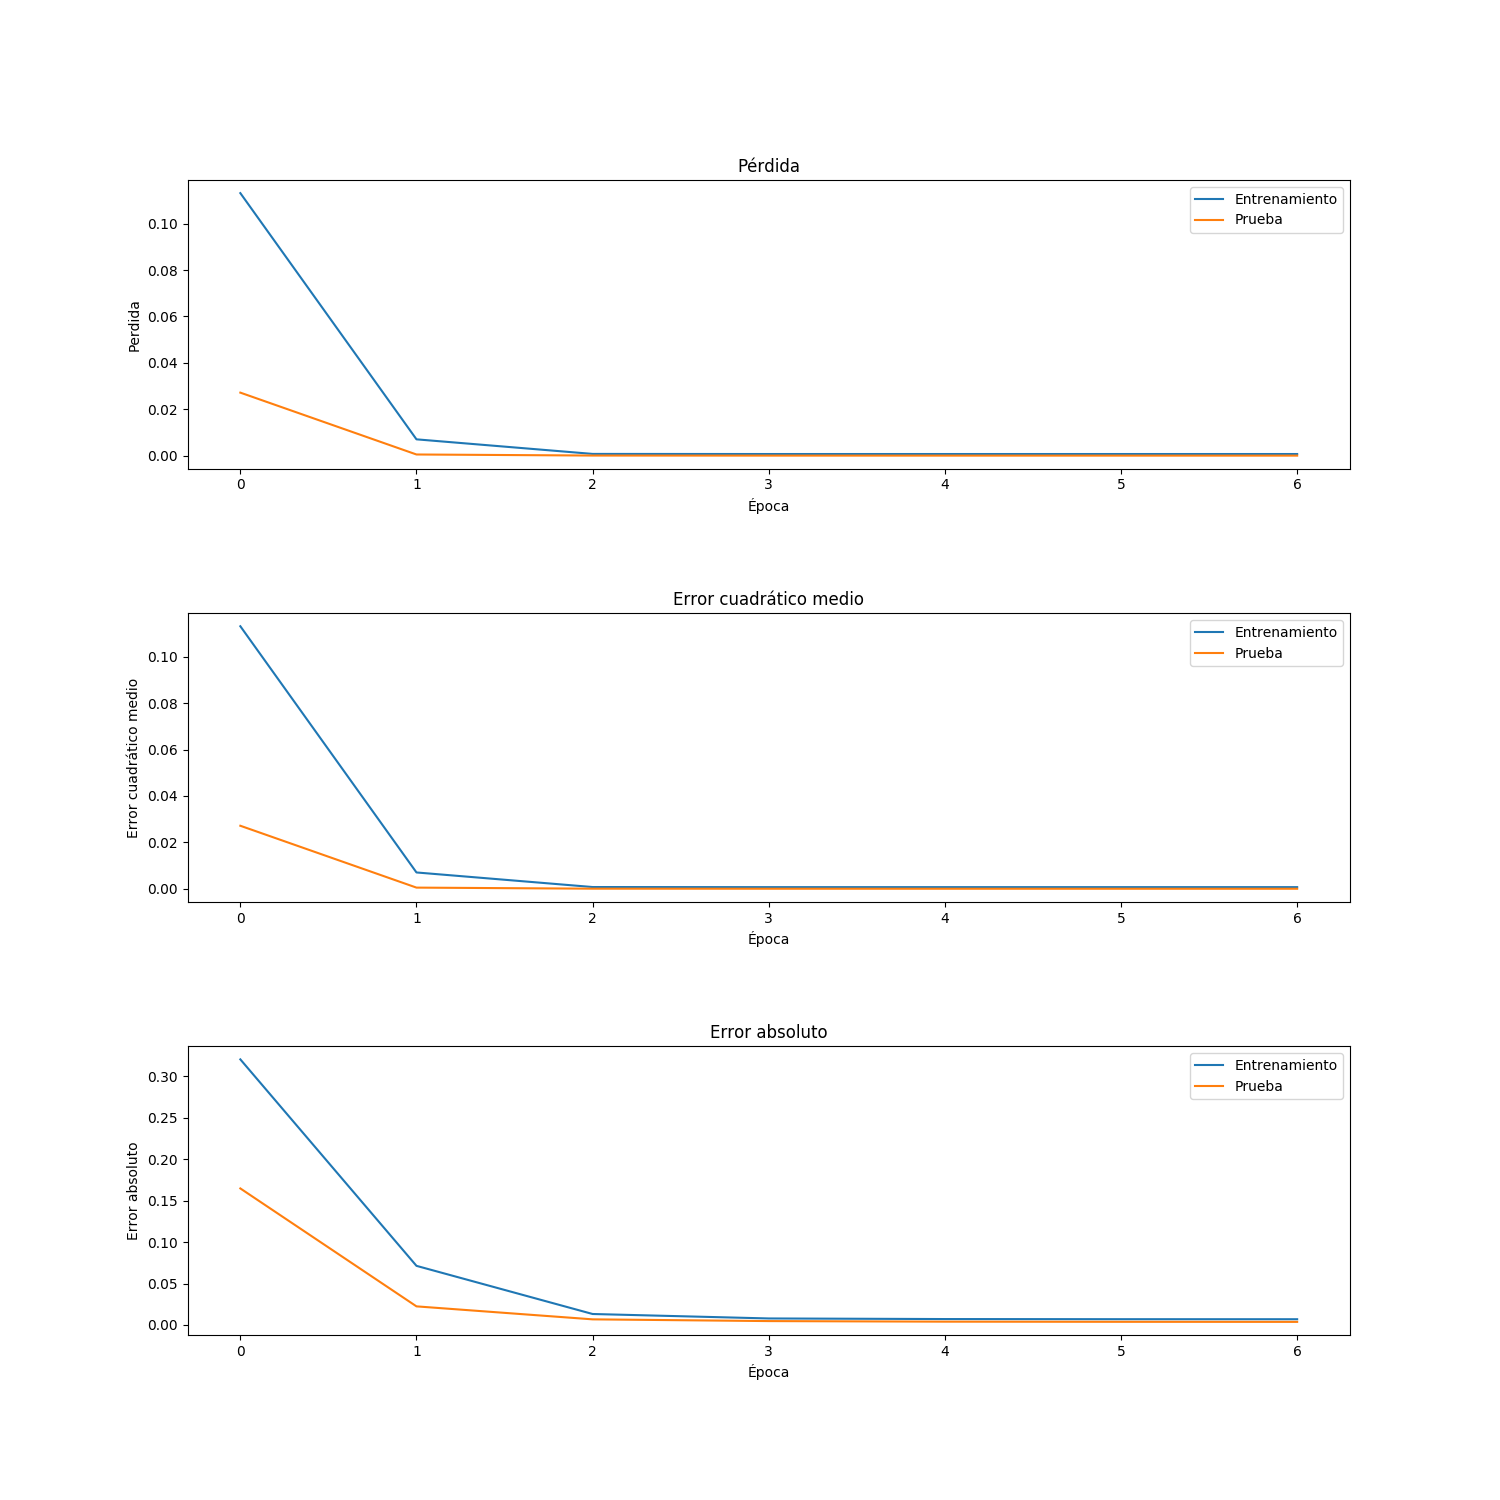 Pérdida
Entrenamiento
Prueba
0.10
0.08
0.06
0.04
0.02
0.00
Perdida
0 1 2 3 4 5 6
Época
Error cuadrático medio
Entrenamiento
Prueba
0.10
0.08
0.06
0.04
0.02
0.00
Error cuadrático medio
0 1 2 3 4 5 6
Época
Error absoluto
Entrenamiento
Prueba
0.30
0.25
0.20
0.15
0.10
0.05
0.00
Error absoluto
0 1 2 3 4 5 6
Época